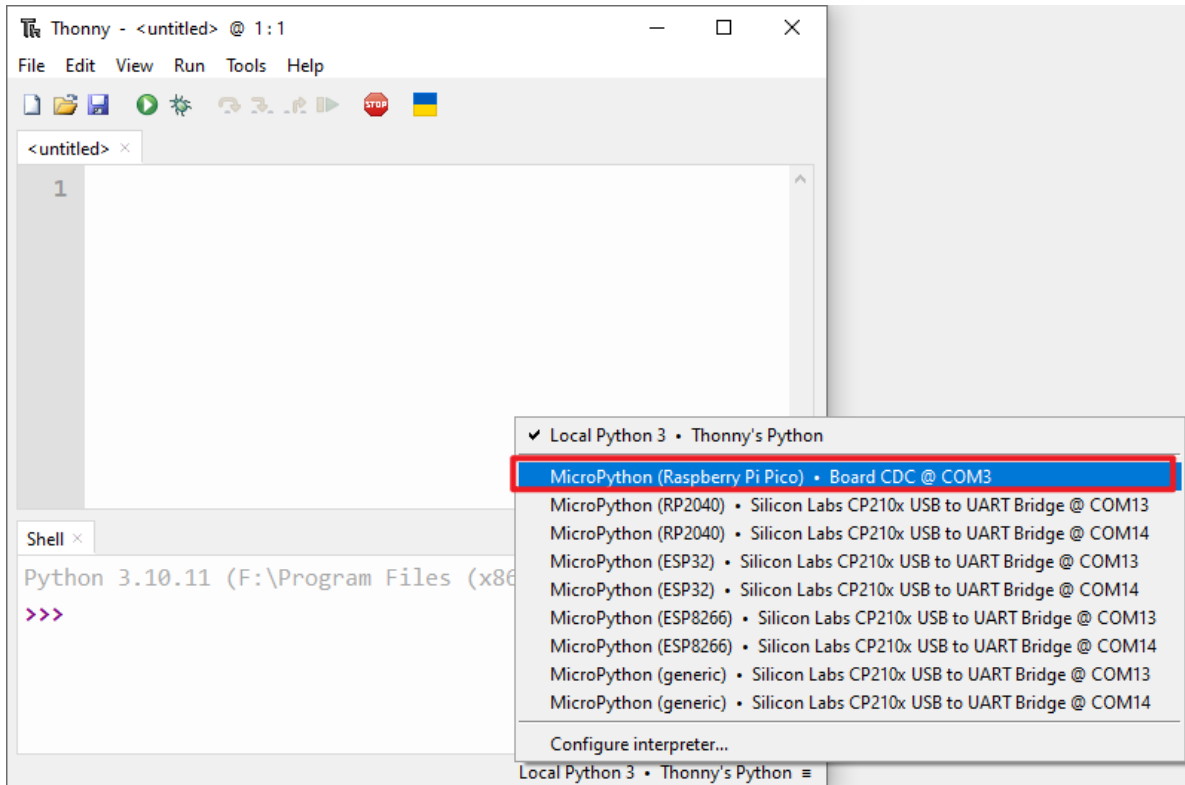 Thonny - <untitled> @ 1:1
File Edit View Run Tools Help
STOP
<untitled> ×
1
✓ Local Python 3 • Thonny's Python
MicroPython (Raspberry Pi Pico) • Board CDC @ COM3
MicroPython (RP2040) • Silicon Labs CP210x USB to UART Bridge @ COM13
MicroPython (RP2040) • Silicon Labs CP210x USB to UART Bridge @ COM14
MicroPython (ESP32) • Silicon Labs CP210x USB to UART Bridge @ COM13
MicroPython (ESP32) • Silicon Labs CP210x USB to UART Bridge @ COM14
MicroPython (ESP8266) • Silicon Labs CP210x USB to UART Bridge @ COM13
MicroPython (ESP8266) • Silicon Labs CP210x USB to UART Bridge @ COM14
MicroPython (generic) • Silicon Labs CP210x USB to UART Bridge @ COM13
MicroPython (generic) • Silicon Labs CP210x USB to UART Bridge @ COM14
Configure interpreter...
Shell ×
Python 3.10.11 (F:\Program Files (x86
>>>
Local Python 3 • Thonny's Python ≡